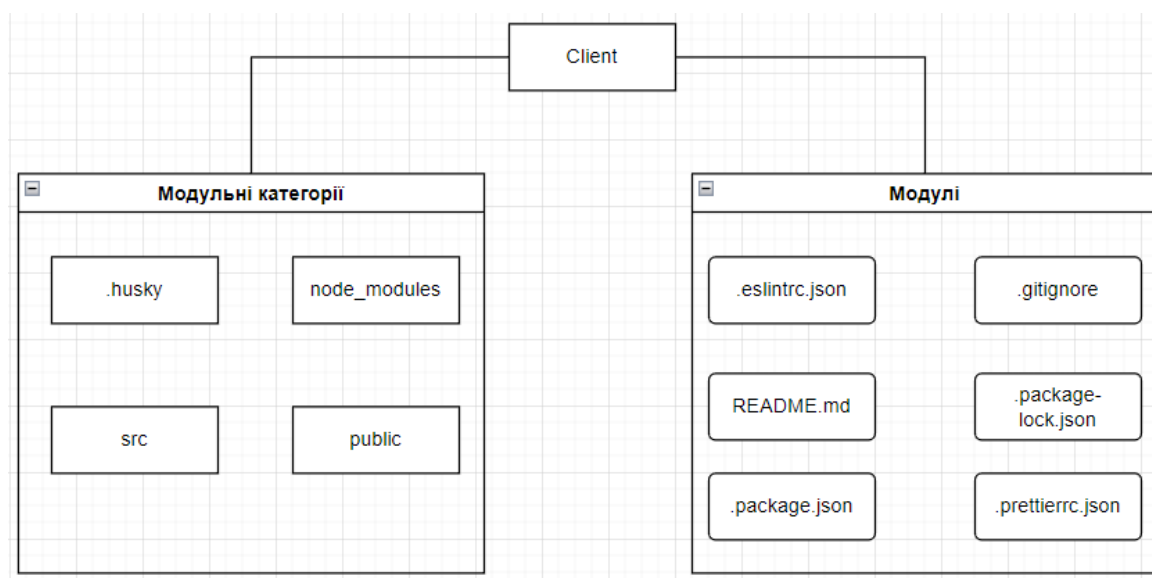 Client
Модульні категорії
Модулі
.husky
node_modules
.eslintrc.json
.gitignore
README.md
.package-
lock.json
src
public
.package.json
.prettierrc.json